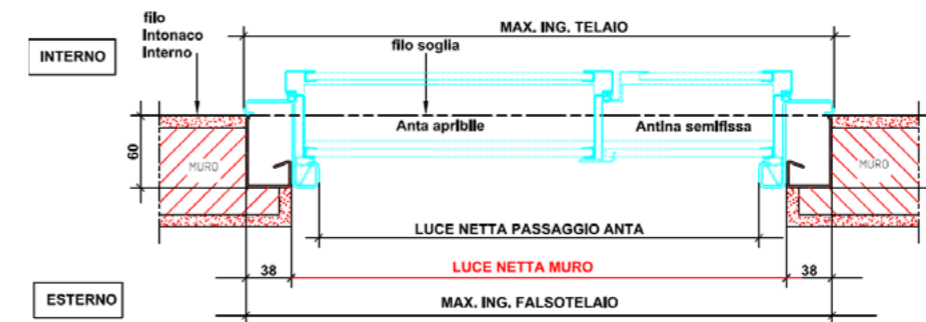 filo
Intonaco
Interno
MAX. ING. TELAIO
INTERNO
filo soglia
Anta apribile
Antina semifissa
60
MURO
MURO
LUCE NETTA PASSAGGIO ANTA
38
LUCE NETTA MURO
38
ESTERNO
MAX. ING. FALSOTELAIO